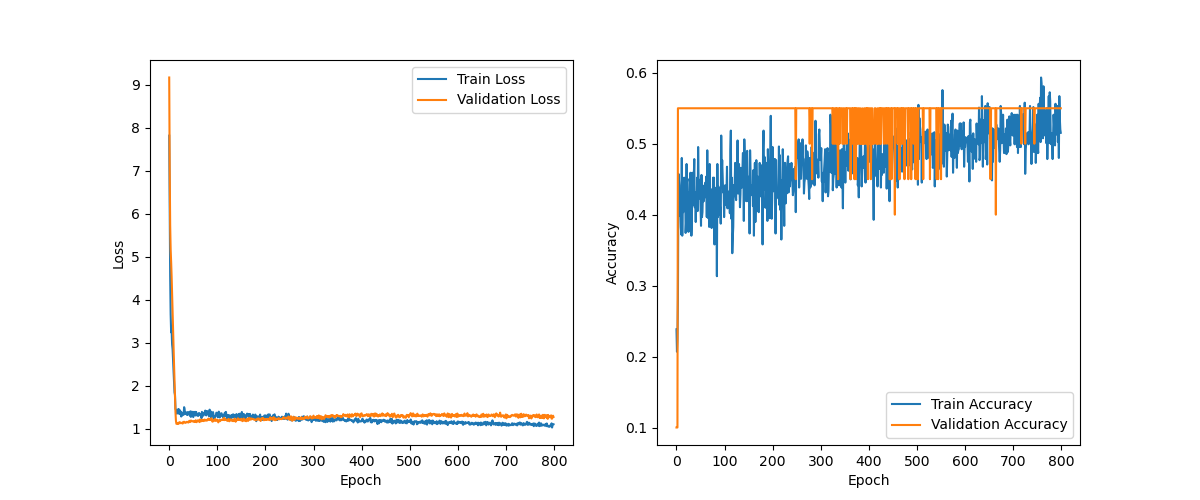 Train Loss
Validation Loss
9
8
7
6
5
4
3
2
1
Loss
0 100 200 300 400 500 600 700 800
Epoch
0.6
0.5
0.4
0.3
0.2
0.1
Accuracy
Train Accuracy
Validation Accuracy
0 100 200 300 400 500 600 700 800
Epoch